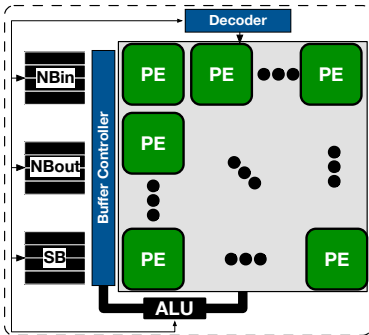 Decoder
NBin
PE PE PE
NBout
Buffer Controller
PE
SB
PE PE
ALU